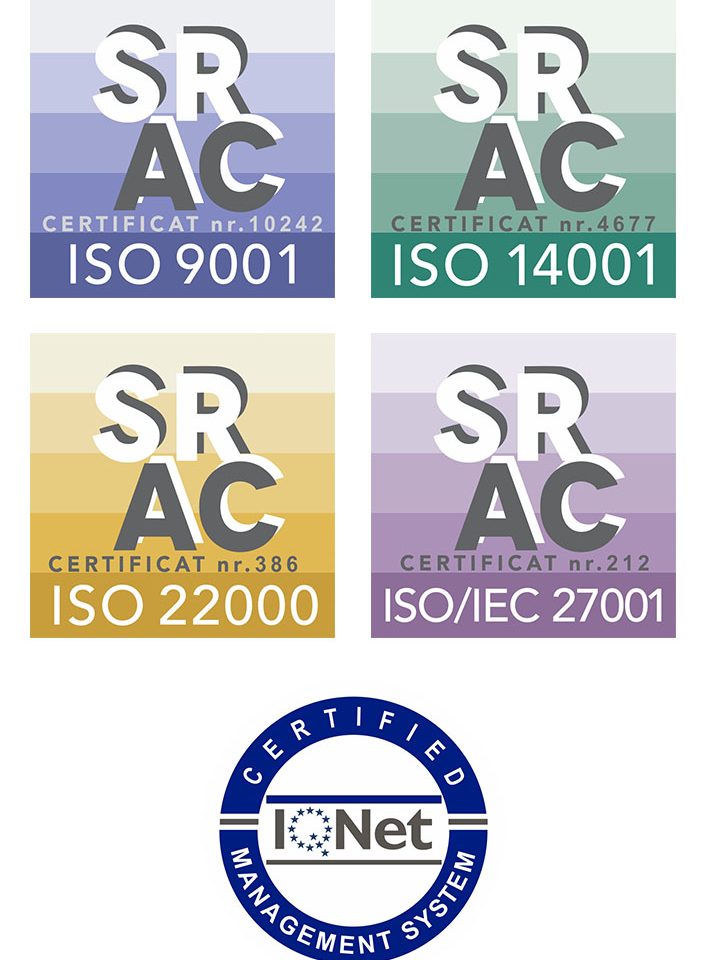 SR
AC
CERTIFICAT nr.10242
ISO 9001
SR
AC
CERTIFICAT nr.4677
ISO 14001
SR
AC
CERTIFICAT nr.386
ISO 22000
SR
AC
CERTIFICAT nr.212
ISO/IEC 27001
CERTIFIED
IQNet
MANAGEMENT SYSTEM